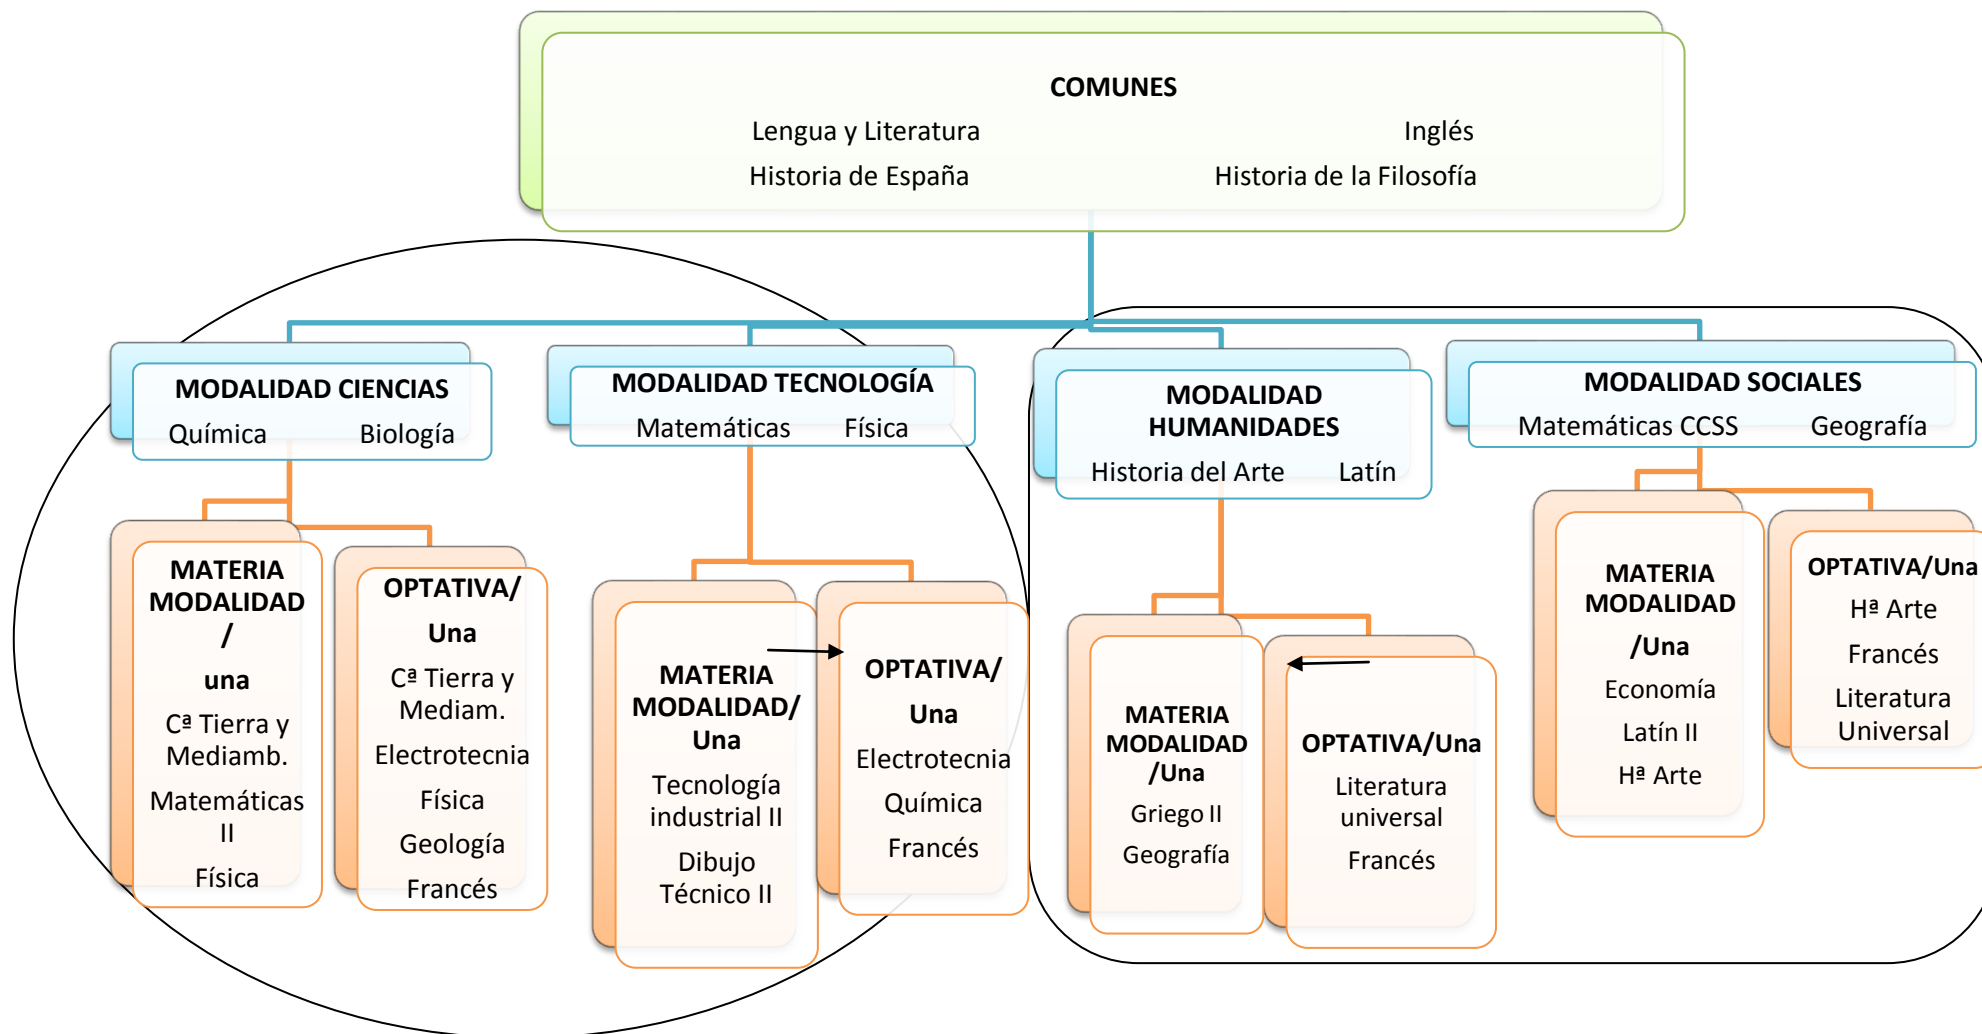 COMUNES
Lengua y Literatura Inglés
Historia de España Historia de la Filosofía
MODALIDAD CIENCIAS
Química Biología
MODALIDAD TECNOLOGÍA
Matemáticas Física
MODALIDAD
HUMANIDADES
Historia del Arte Latín
MODALIDAD SOCIALES
Matemáticas CCSS Geografía
MATERIA
MODALIDAD
/
una
Cª Tierra y
Mediamb.
Matemáticas
II
Física
OPTATIVA/
Una
Cª Tierra y
Mediam.
Electrotecnia
Física
Geología
Francés
MATERIA
MODALIDAD/
Una
Tecnología
industrial II
Dibujo
Técnico II
OPTATIVA/
Una
Electrotecnia
Química
Francés
MATERIA
MODALIDAD
/Una
Griego II
Geografía
OPTATIVA/Una
Literatura
universal
Francés
MATERIA
MODALIDAD
/Una
Economía
Latín II
Hª Arte
OPTATIVA/Una
Hª Arte
Francés
Literatura
Universal